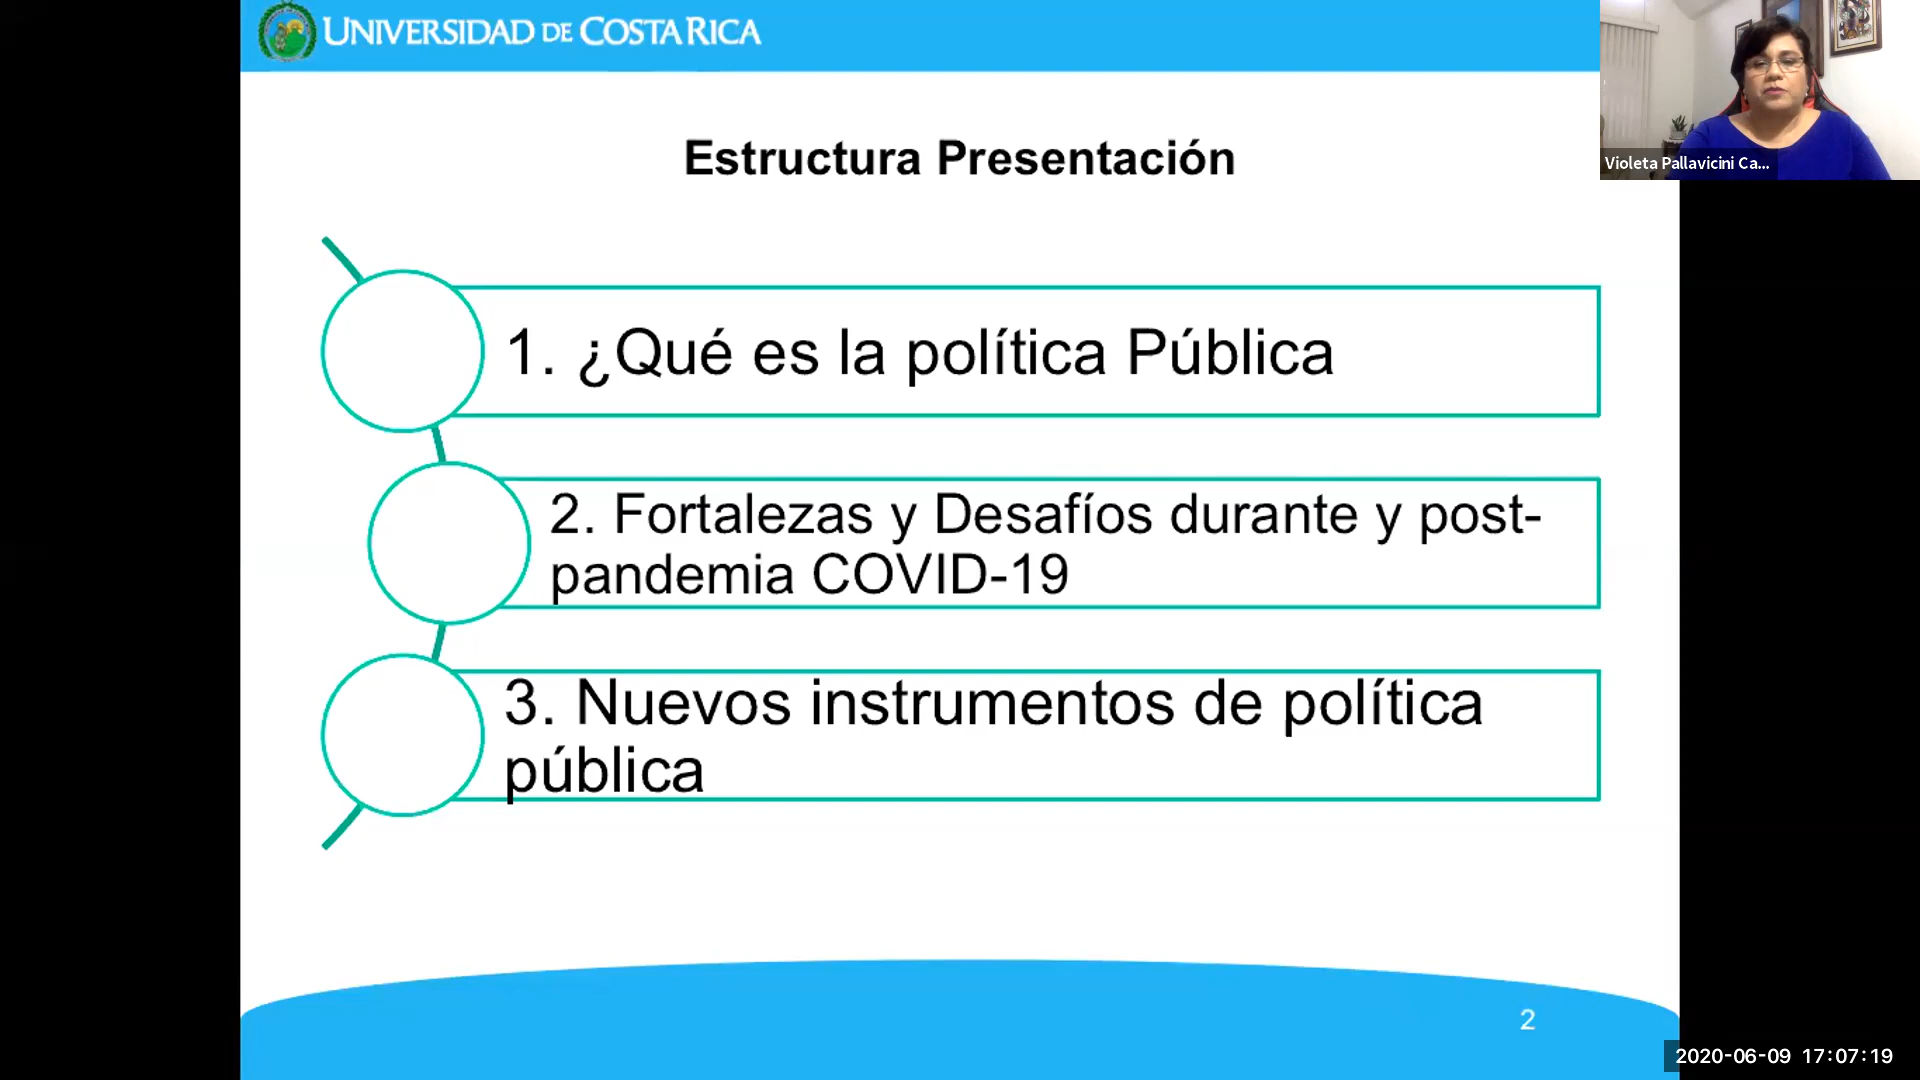 UNIVERSIDAD DE COSTA RICA
Violeta Pallavicini Ca...
Estructura Presentación
1. ¿Qué es la política Pública
2. Fortalezas y Desafíos durante y post-
pandemia COVID-19
3. Nuevos instrumentos de política
pública
2
2020-06-09 17:07:19